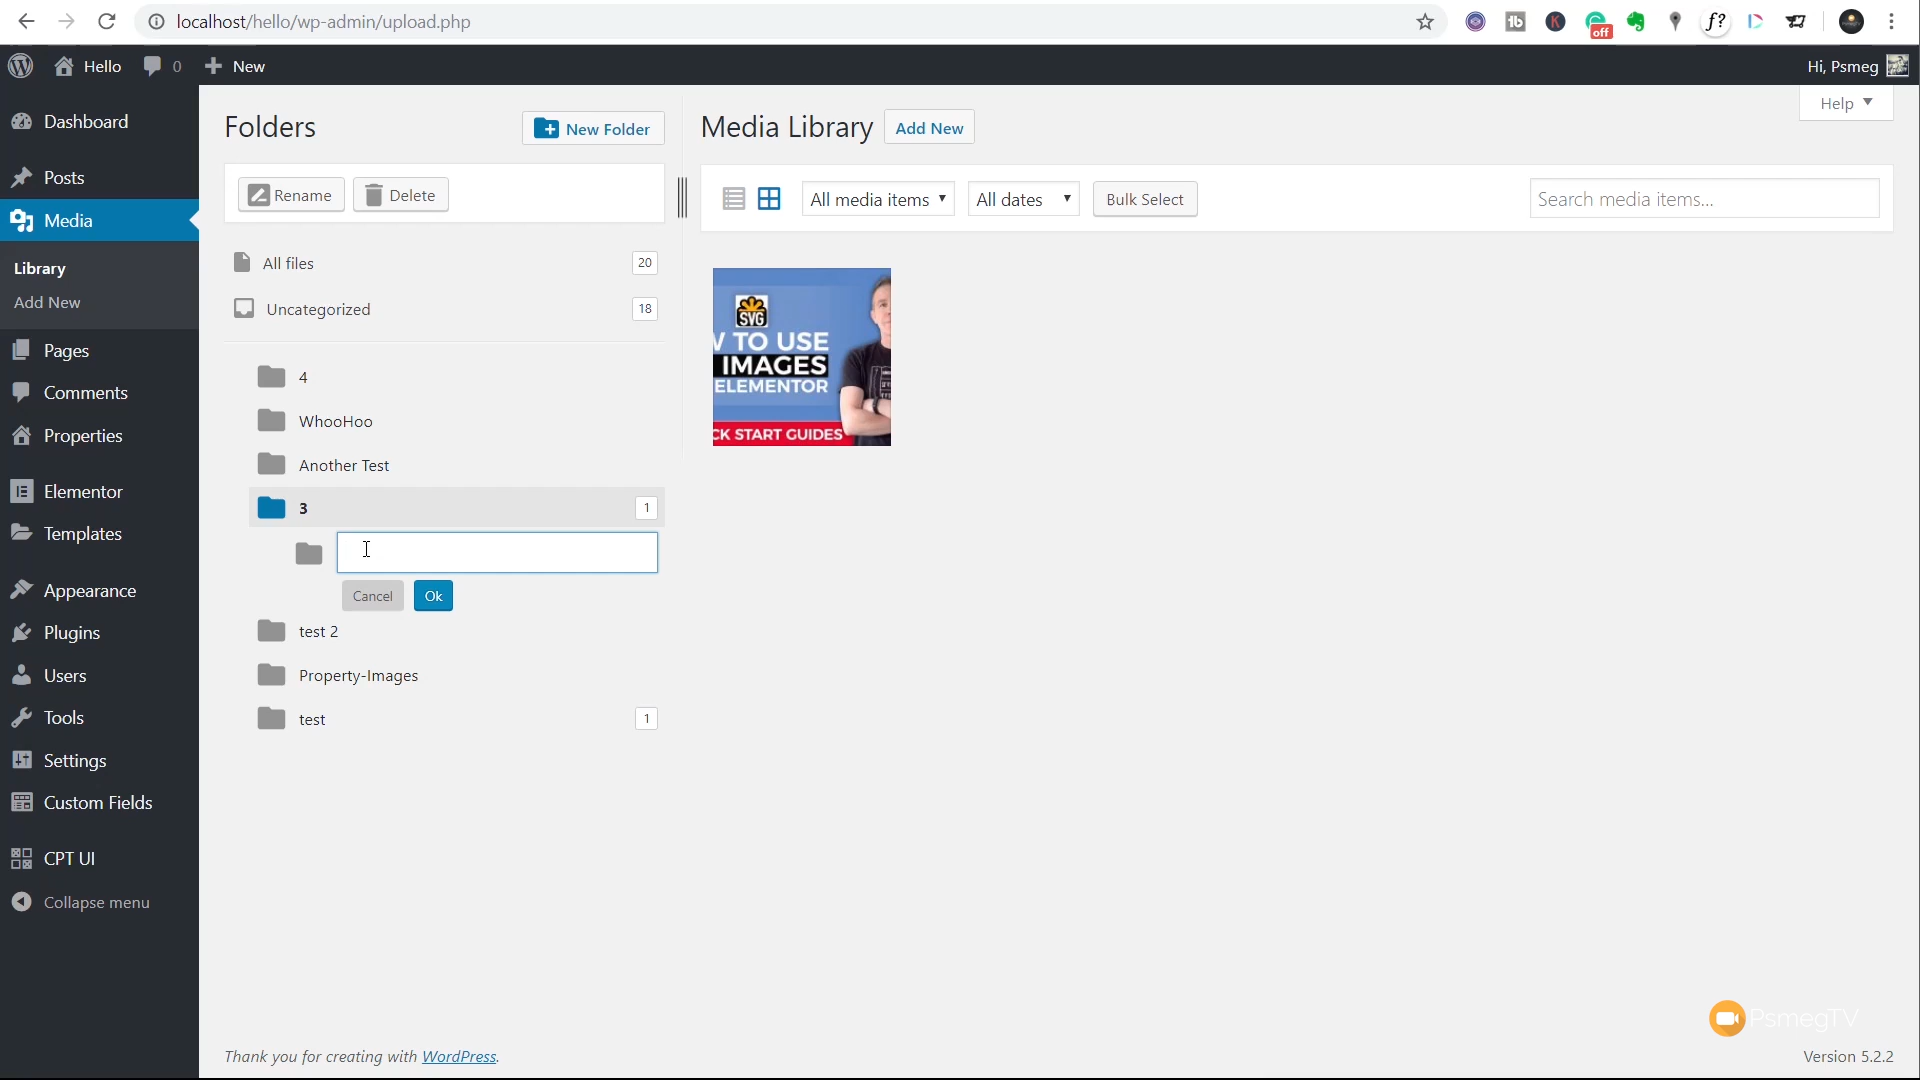 localhost/hello/wp-admin/upload.php
off
f?
Hello
0
New
Hi, Psmeg
Dashboard
Posts
Media
Library
Add New
Pages
Comments
Properties
Elementor
Templates
Appearance
Plugins
Users
Tools
Settings
Custom Fields
CPT UI
Collapse menu
Folders
New Folder
Rename
Delete
All files
20
Uncategorized
18
4
WhooHoo
Another Test
3
1
Cancel
Ok
test 2
Property-Images
test
1
Media Library
Add New
Help
All media items
All dates
Bulk Select
Search media items...
SVG
W TO USE
IMAGES
ELEMENTOR
CK START GUIDES
PsmegTV
Thank you for creating with WordPress.
Version 5.2.2